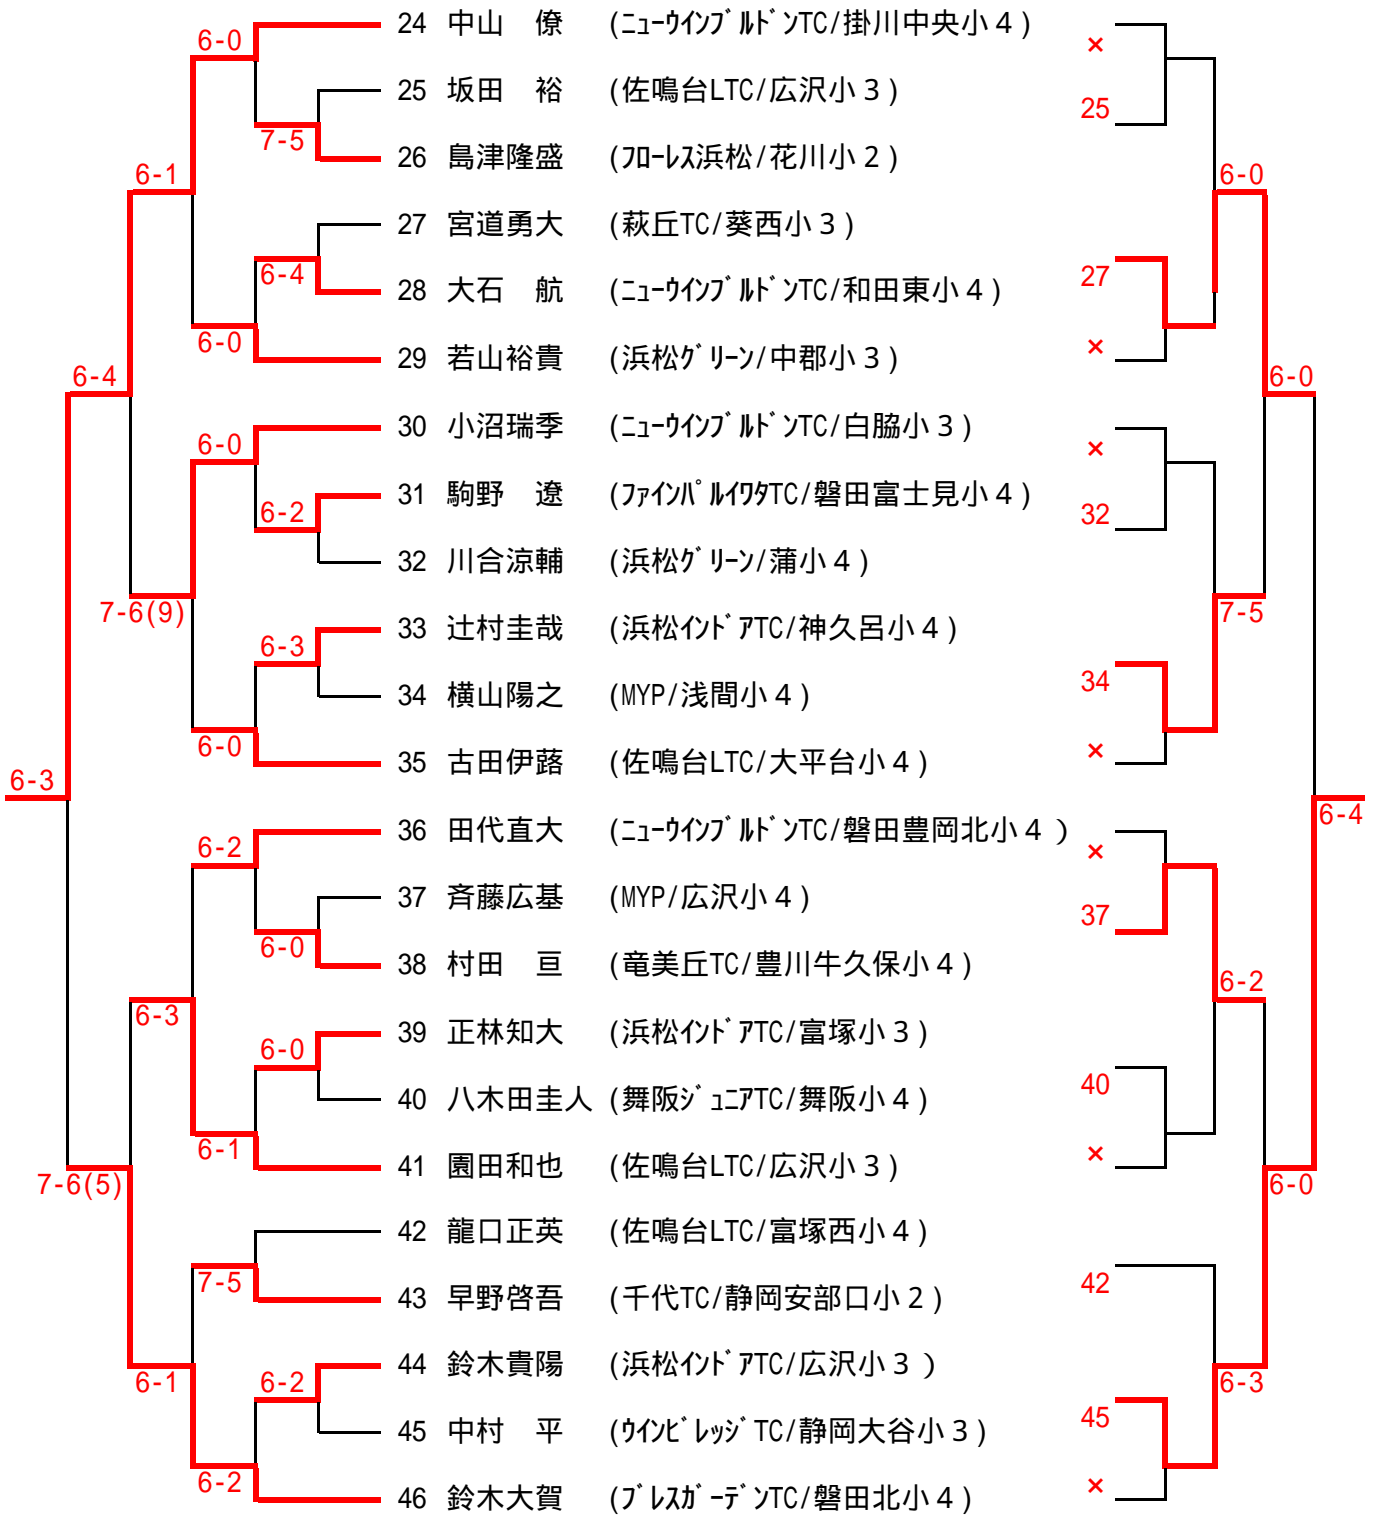 24 中山　僚 (ニューウインブルドンTC/掛川中央小４)
25 坂田　裕 (佐鳴台LTC/広沢小３)
26 島津隆盛 (フローレス浜松/花川小２)
27 宮道勇大 (萩丘TC/葵西小３)
28 大石　航 (ニューウインブルドンTC/和田東小４)
29 若山裕貴 (浜松グリーン/中郡小３)
30 小沼瑞季 (ニューウインブルドンTC/白脇小３)
31 駒野　遼 (ファインパルイワタTC/磐田富士見小４)
32 川合涼輔 (浜松グリーン/蒲小４)
33 辻村圭哉 (浜松インドアTC/神久呂小４)
34 横山陽之 (MYP/浅間小４)
35 古田伊蕗 (佐鳴台LTC/大平台小４)
36 田代直大 (ニューウインブルドンTC/磐田豊岡北小４)
37 斉藤広基 (MYP/広沢小４)
38 村田　亘 (竜美丘TC/豊川牛久保小４)
39 正林知大 (浜松インドアTC/富塚小３)
40 八木田圭人 (舞阪ジュニアTC/舞阪小４)
41 園田和也 (佐鳴台LTC/広沢小３)
42 龍口正英 (佐鳴台LTC/富塚西小４)
43 早野啓吾 (千代TC/静岡安部口小２)
44 鈴木貴陽 (浜松インドアTC/広沢小３)
45 中村　平 (ウインビレッジTC/静岡大谷小３)
46 鈴木大賀 (ブレスガーデンTC/磐田北小４)
6-0
7-5
6-1
6-4
6-0
6-4
6-0
6-2
7-6(9)
6-3
6-0
6-3
6-2
6-0
6-3
6-0
6-1
7-6(5)
7-5
6-1
6-2
6-2
×
25
6-0
27
×
6-0
×
32
7-5
34
×
6-4
×
37
6-2
40
×
6-0
42
6-3
45
×